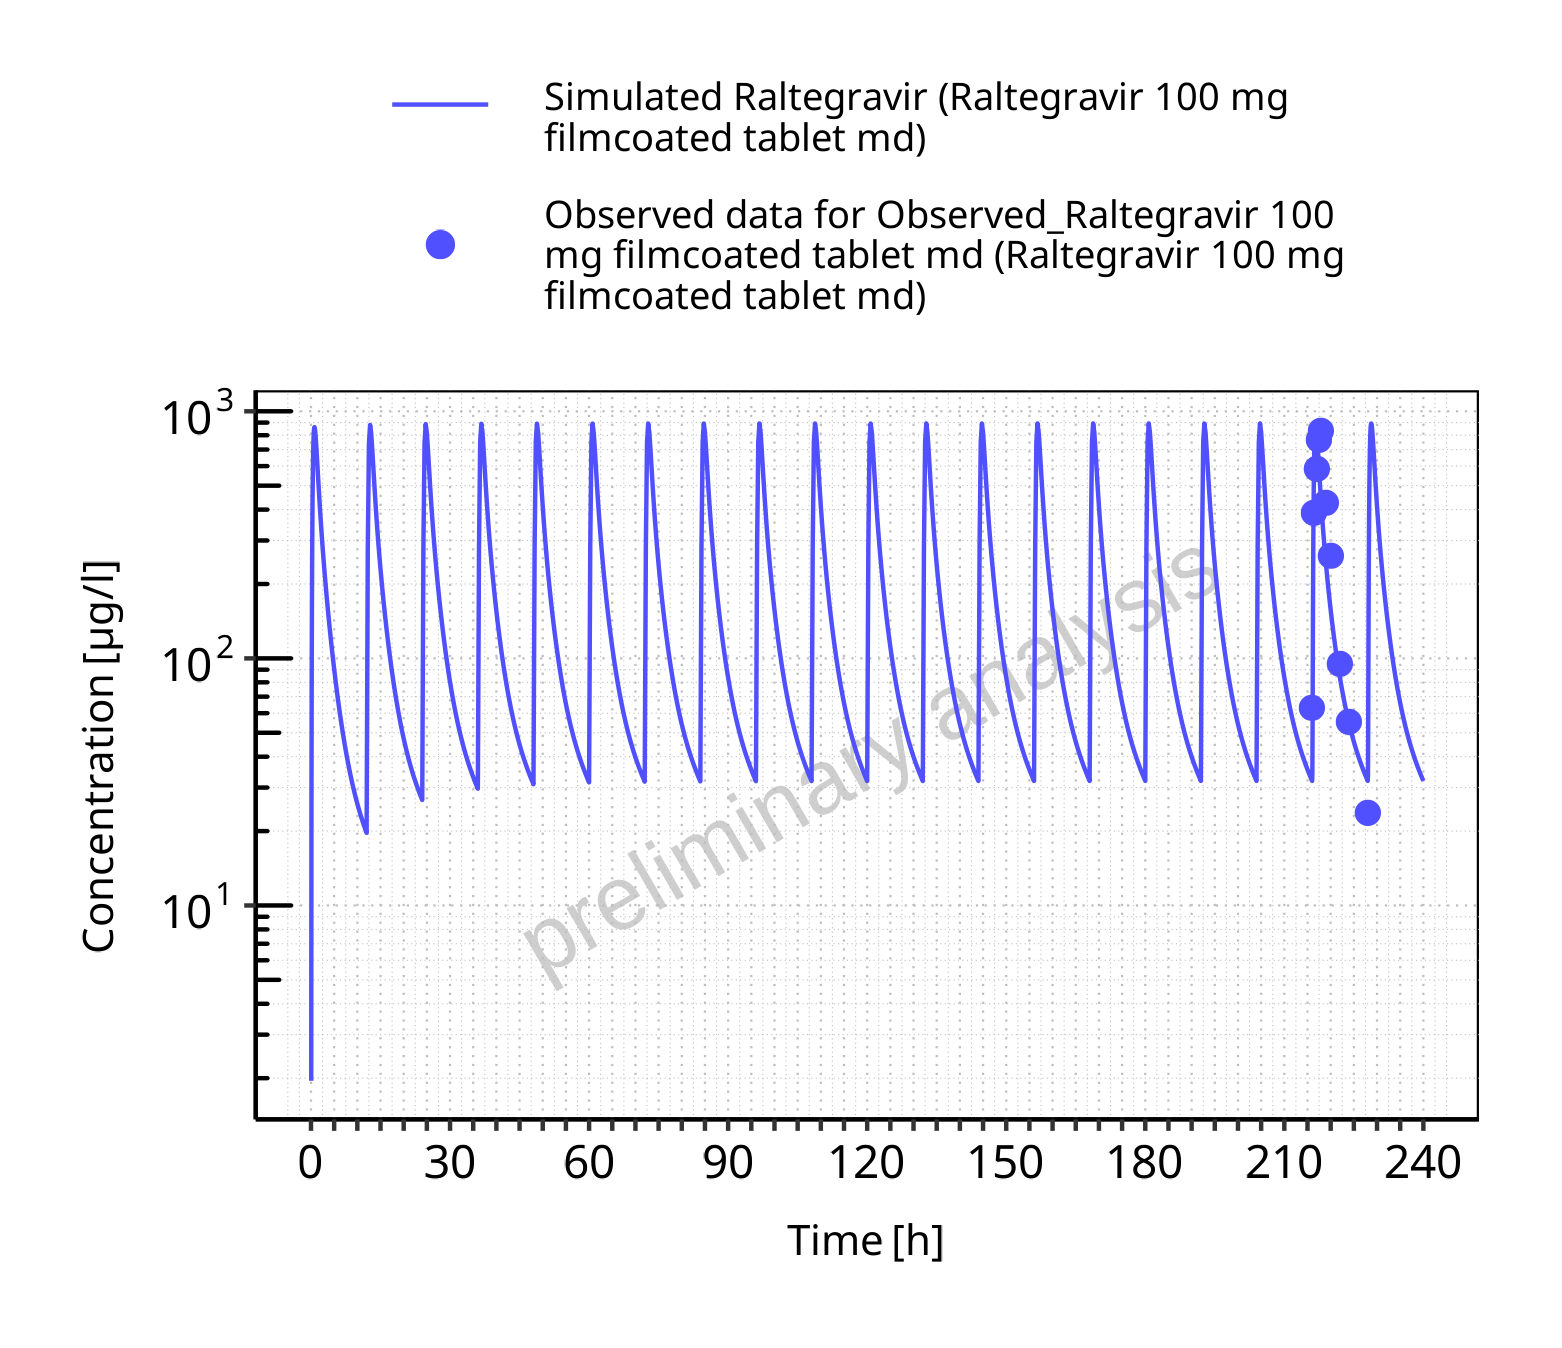 Simulated Raltegravir (Raltegravir 100 mg
filmcoated tablet md)
Observed data for Observed_Raltegravir 100
mg filmcoated tablet md (Raltegravir 100 mg
filmcoated tablet md)
10³
10²
10¹
Concentration [µg/l]
preliminary analysis
0 30 60 90 120 150 180 210 240
Time [h]